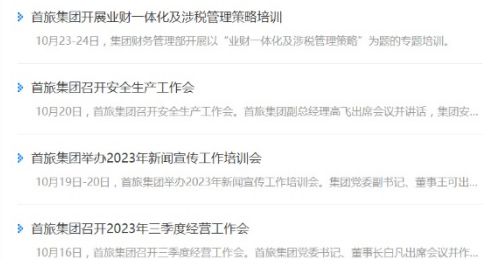 首旅集团开展业财一体化及涉税管理策略培训
10月23-24日，集团财务管理部开展以“业财一体化及涉税管理策略”为题的专题培训。
首旅集团召开安全生产工作会
10月20日，首旅集团召开安全生产工作会。首旅集团副总经理高飞出席会议并讲话，集团安...
首旅集团举办2023年新闻宣传工作培训会
10月19日-20日，首旅集团举办2023年新闻宣传工作培训会。集团党委副书记、董事王可出...
首旅集团召开2023年三季度经营工作会
10月16日，首旅集团召开三季度经营工作会。首旅集团党委书记、董事长白凡出席会议并作...